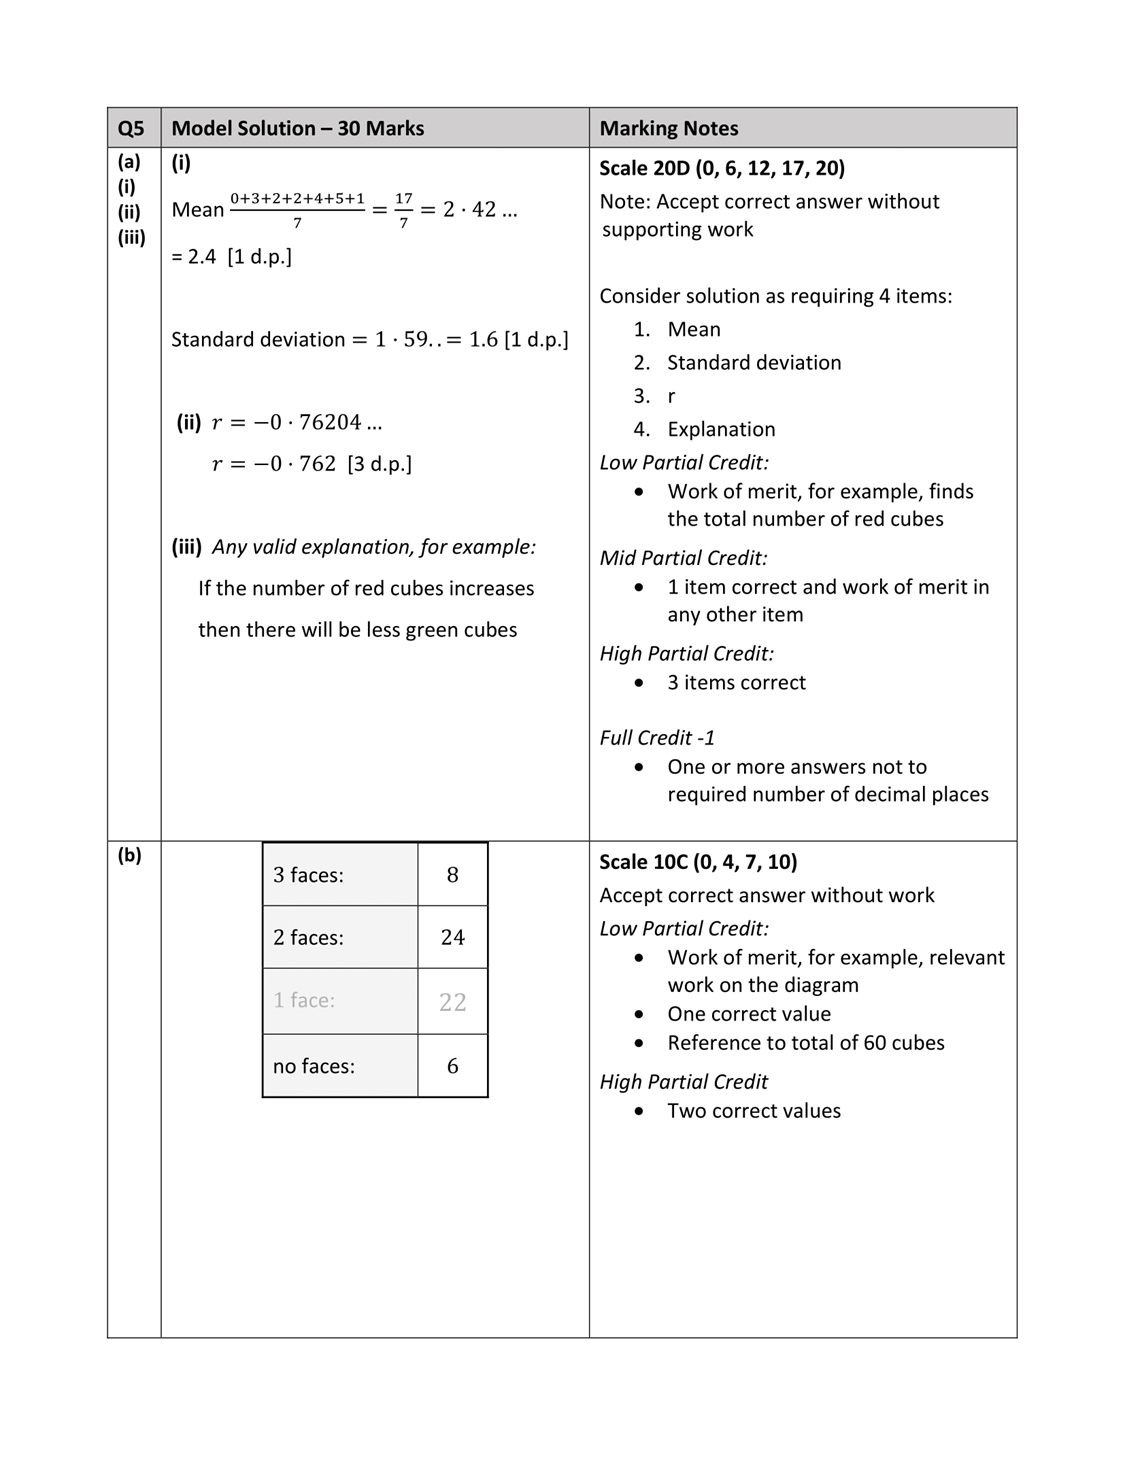 Q5 Model Solution – 30 Marks Marking Notes
(a)
(i)
(ii)
(iii)
(i)
Mean 0+3+2+2+4+5+1/7 = 17/7 = 2 · 42 …
= 2.4 [1 d.p.]
Standard deviation = 1 · 59.. = 1.6 [1 d.p.]
(ii) r = −0 · 76204 …
r = −0 · 762 [3 d.p.]
(iii) Any valid explanation, for example:
If the number of red cubes increases
then there will be less green cubes
Scale 20D (0, 6, 12, 17, 20)
Note: Accept correct answer without
supporting work
Consider solution as requiring 4 items:
1. Mean
2. Standard deviation
3. r
4. Explanation
Low Partial Credit:
• Work of merit, for example, finds
the total number of red cubes
Mid Partial Credit:
• 1 item correct and work of merit in
any other item
High Partial Credit:
• 3 items correct
Full Credit -1
• One or more answers not to
required number of decimal places
(b)
3 faces: 8
2 faces: 24
1 face: 22
no faces: 6
Scale 10C (0, 4, 7, 10)
Accept correct answer without work
Low Partial Credit:
• Work of merit, for example, relevant
work on the diagram
• One correct value
• Reference to total of 60 cubes
High Partial Credit
• Two correct values